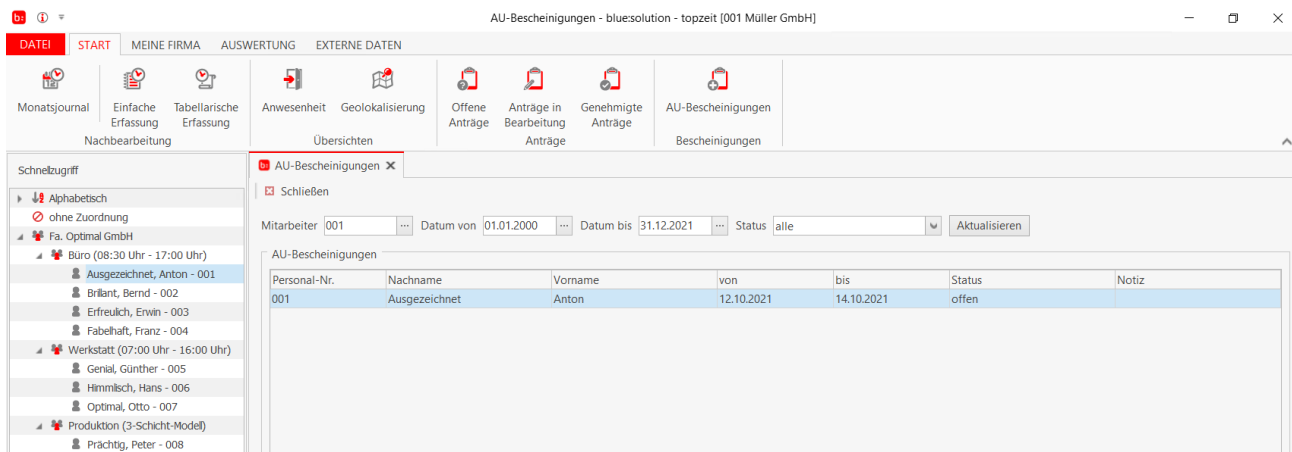 b: AU-Bescheinigungen - blue:solution - topzeit [001 Müller GmbH]
DATEI START MEINE FIRMA AUSWERTUNG EXTERNE DATEN
Monatsjournal Einfache Erfassung Tabellarische Erfassung Anwesenheit Geolokalisierung Offene Anträge Anträge in Bearbeitung Genehmigte Anträge AU-Bescheinigungen
Nachbearbeitung Übersichten Anträge Bescheinigungen
Schnellzugriff
Alphabetisch
ohne Zuordnung
Fa. Optimal GmbH
Büro (08:30 Uhr - 17:00 Uhr)
Ausgezeichnet, Anton - 001
Brillant, Bernd - 002
Erfreulich, Erwin - 003
Fabelhaft, Franz - 004
Werkstatt (07:00 Uhr - 16:00 Uhr)
Genial, Günther - 005
Himmlisch, Hans - 006
Optimal, Otto - 007
Produktion (3-Schicht-Modell)
Prächtig, Peter - 008
b: AU-Bescheinigungen
Schließen
Mitarbeiter 001 ... Datum von 01.01.2000 ... Datum bis 31.12.2021 ... Status alle Aktualisieren
AU-Bescheinigungen
Personal-Nr. Nachname Vorname von bis Status Notiz
001 Ausgezeichnet Anton 12.10.2021 14.10.2021 offen